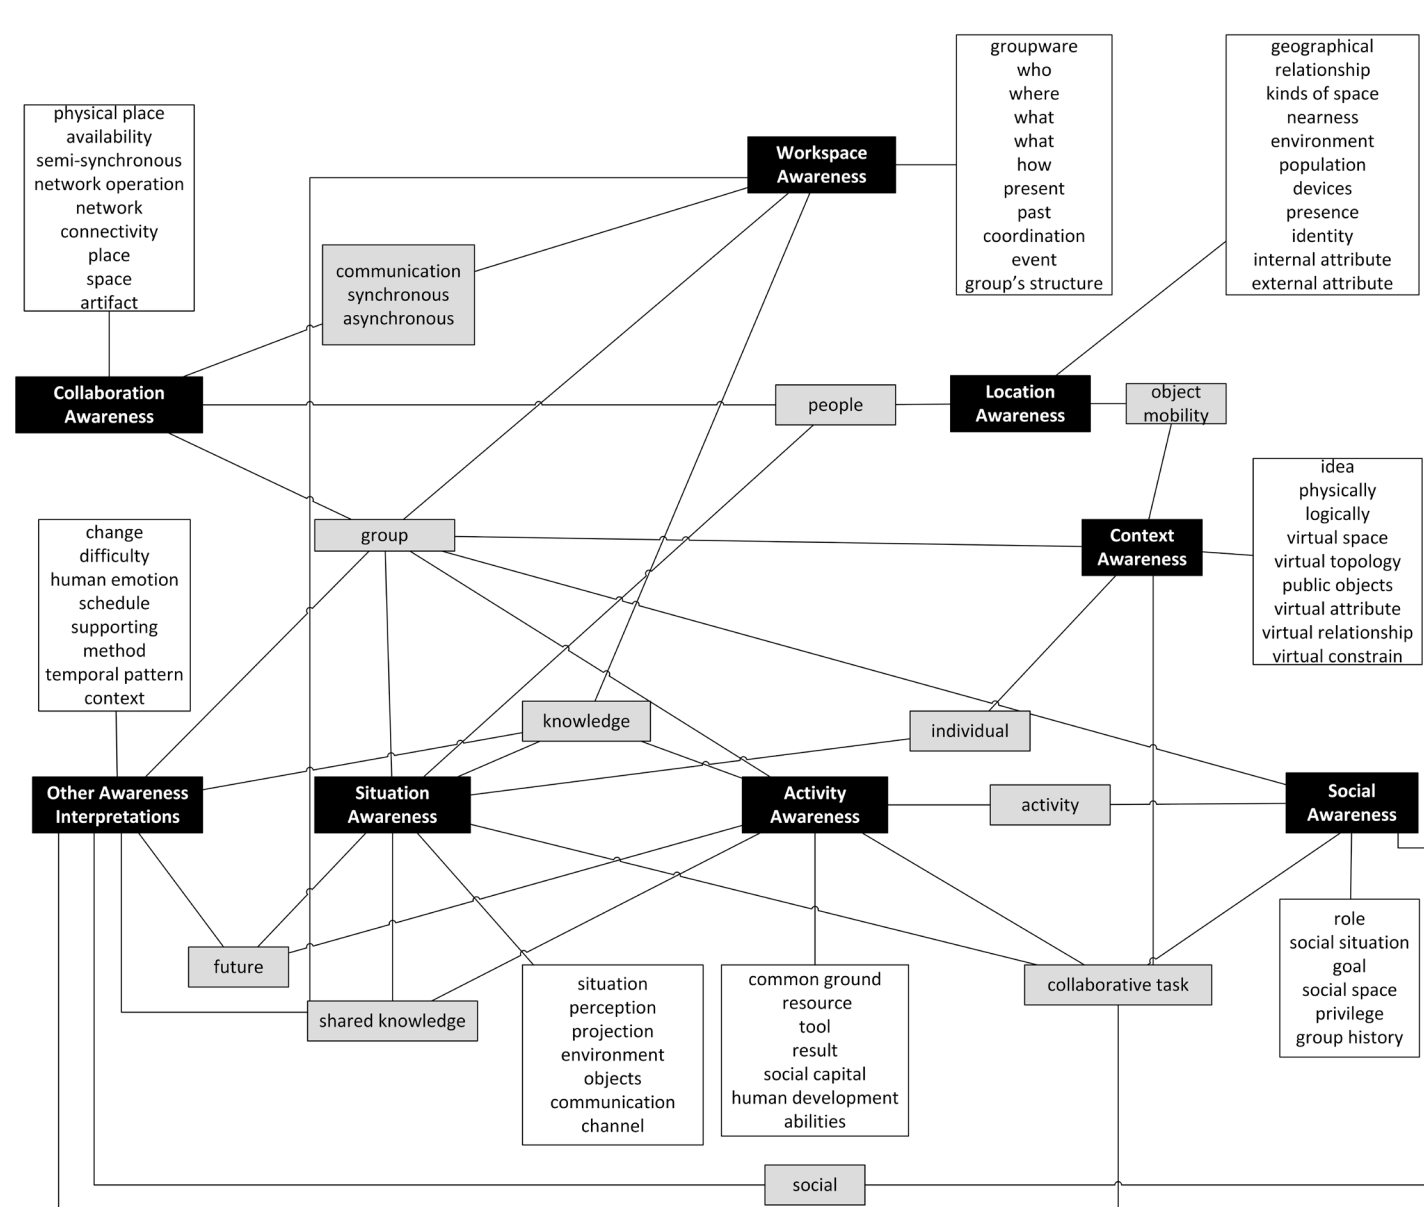 groupware
who
where
what
what
how
present
past
coordination
event
group's structure
geographical
relationship
kinds of space
nearness
environment
population
devices
presence
identity
internal attribute
external attribute
physical place
availability
semi-synchronous
network operation
network
connectivity
place
space
artifact
Workspace
Awareness
communication
synchronous
asynchronous
Collaboration
Awareness
people
Location
Awareness
object
mobility
idea
physically
logically
virtual space
virtual topology
public objects
virtual attribute
virtual relationship
virtual constrain
change
difficulty
human emotion
schedule
supporting
method
temporal pattern
context
group
Context
Awareness
knowledge
individual
Other Awareness
Interpretations
Situation
Awareness
Activity
Awareness
activity
Social
Awareness
future
shared knowledge
situation
perception
projection
environment
objects
communication
channel
common ground
resource
tool
result
social capital
human development
abilities
collaborative task
role
social situation
goal
social space
privilege
group history
social